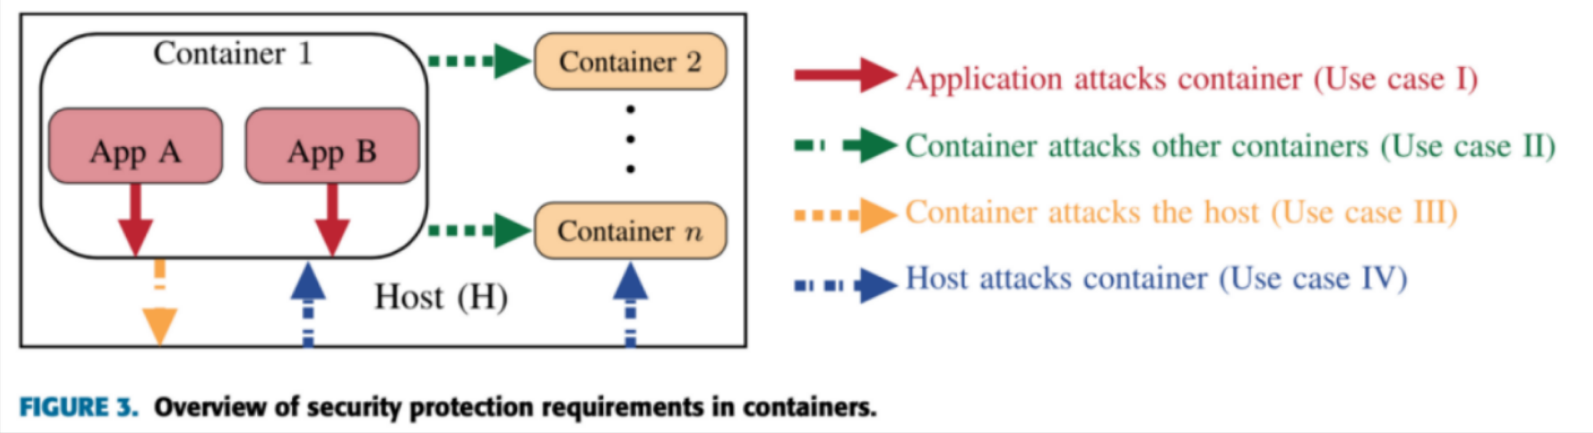 Container 1
App A
App B
Container 2
Container n
Host (H)
Application attacks container (Use case I)
Container attacks other containers (Use case II)
Container attacks the host (Use case III)
Host attacks container (Use case IV)
FIGURE 3. Overview of security protection requirements in containers.